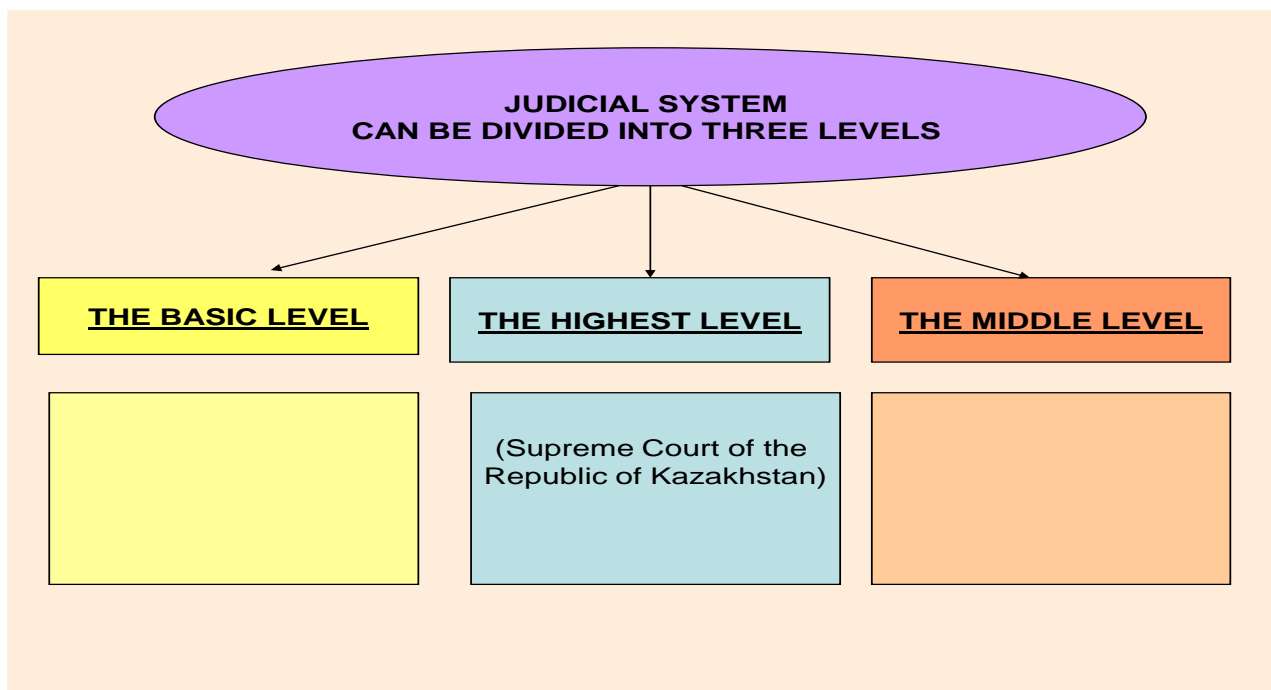 JUDICIAL SYSTEM
CAN BE DIVIDED INTO THREE LEVELS
THE BASIC LEVEL
THE HIGHEST LEVEL
THE MIDDLE LEVEL
(Supreme Court of the
Republic of Kazakhstan)